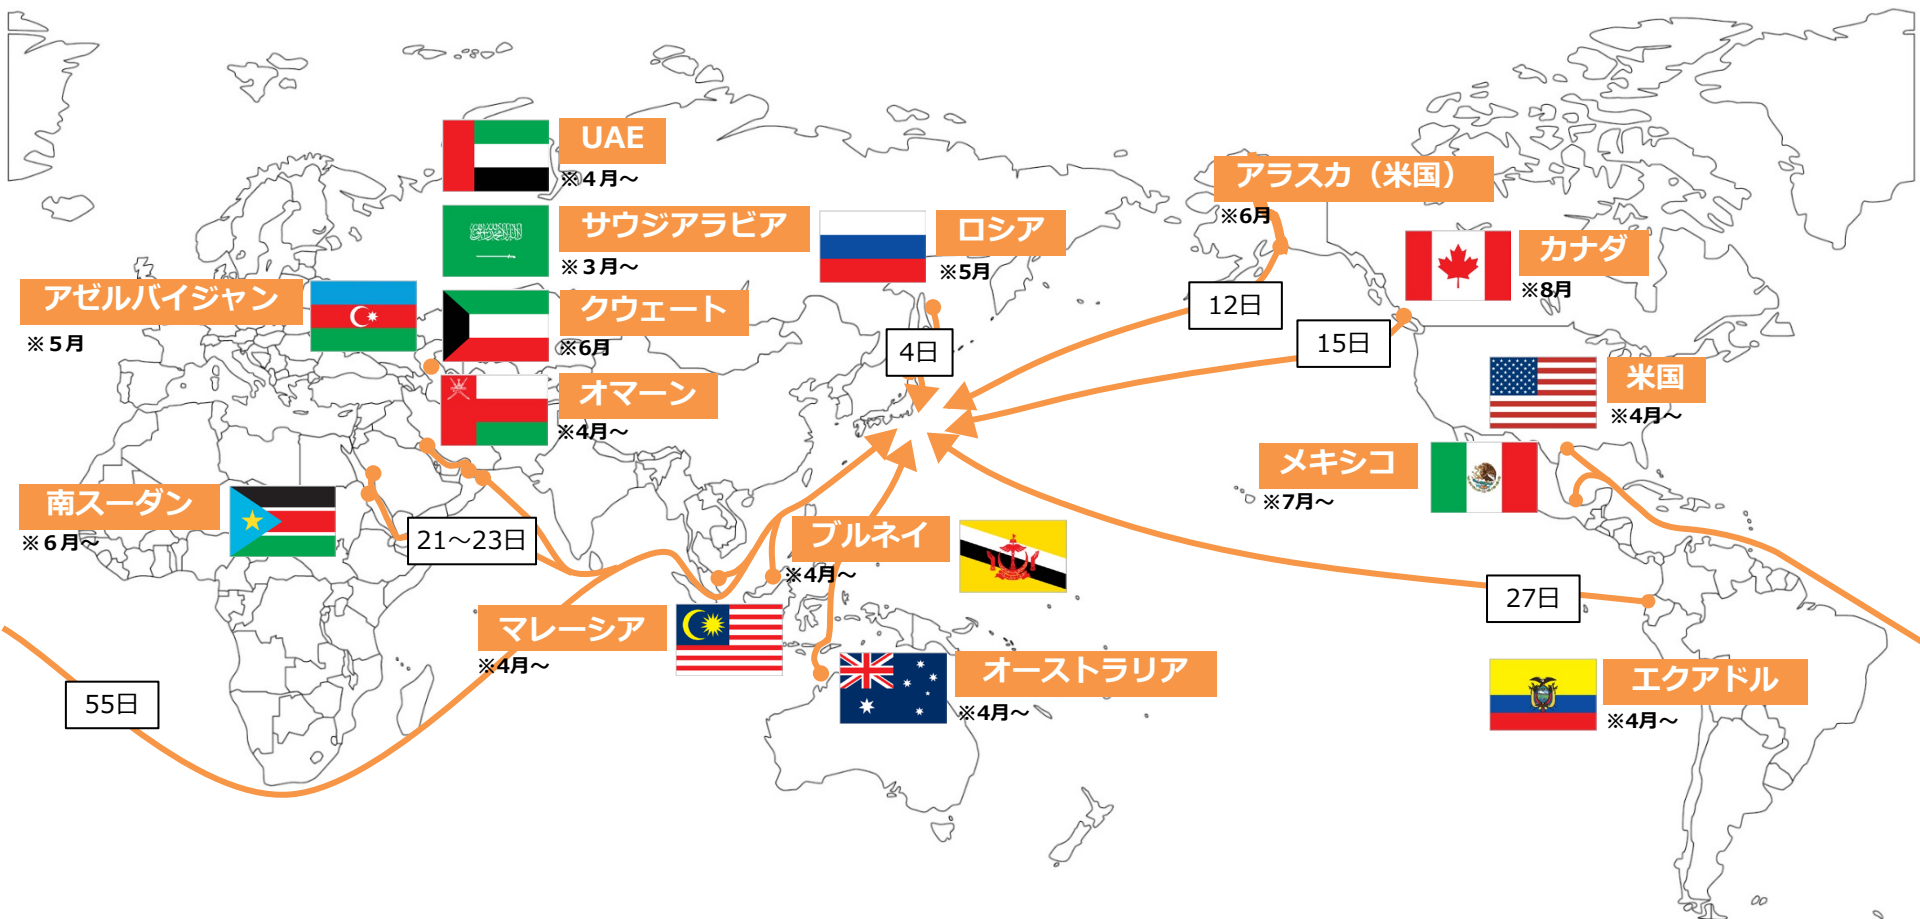 UAE
※4月～
サウジアラビア
※3月～
ロシア
※5月
アラスカ（米国）
※6月
カナダ
※8月
アゼルバイジャン
※5月
クウェート
※6月
12日
15日
4日
オマーン
※4月～
米国
※4月～
メキシコ
※7月～
南スーダン
※6月～
21～23日
ブルネイ
※4月～
27日
マレーシア
※4月～
オーストラリア
※4月～
エクアドル
※4月～
55日